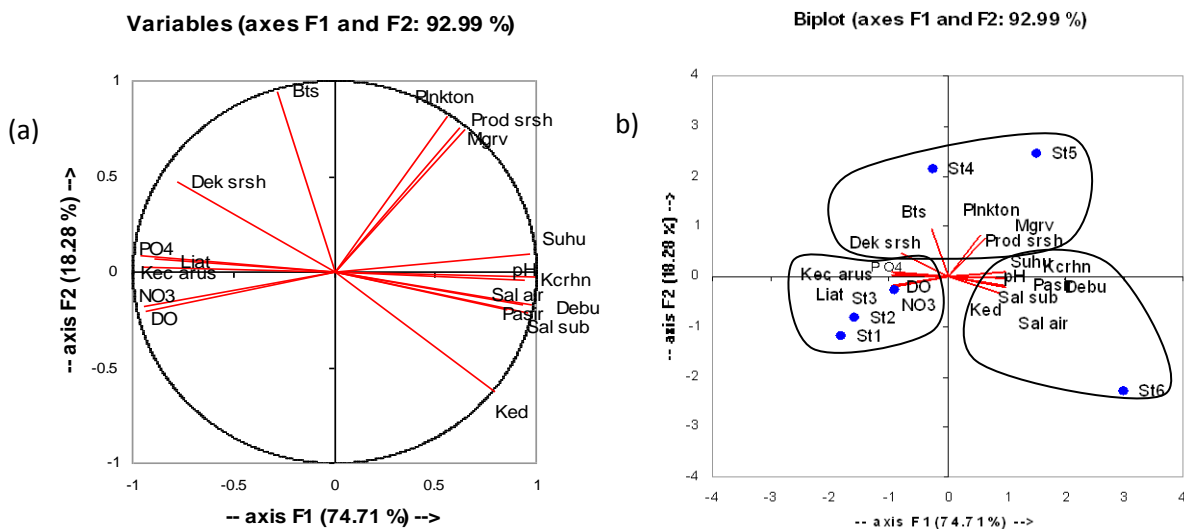 Variables (axes F1 and F2: 92.99 %)
(a)
-- axis F2 (18.28 %) -->
1
0.5
0
-0.5
-1
Bts
Plnkton
Prod srsh
Mgrv
Dek srsh
Suhu
PO4
Liat
Kec arus
pH
Kcrhn
NO3
Sal air
Debu
DO
Pasir
Sal sub
Ked
-1
-0.5
0
0.5
1
-- axis F1 (74.71 %) -->
Biplot (axes F1 and F2: 92.99 %)
b)
-- axis F2 (18.28 %) -->
4
3
2
1
0
-1
-2
-3
-4
St5
St4
Bts
Plnkton
Mgrv
Dek srsh
Prod srsh
Suhu
Kec arus
PO4
pH
Kcrhn
Liat
St3
DO
Pasir
Debu
NO3
Ked
Sal sub
St2
Sal air
St1
St6
-4
-3
-2
-1
0
1
2
3
4
-- axis F1 (74.71 %) -->